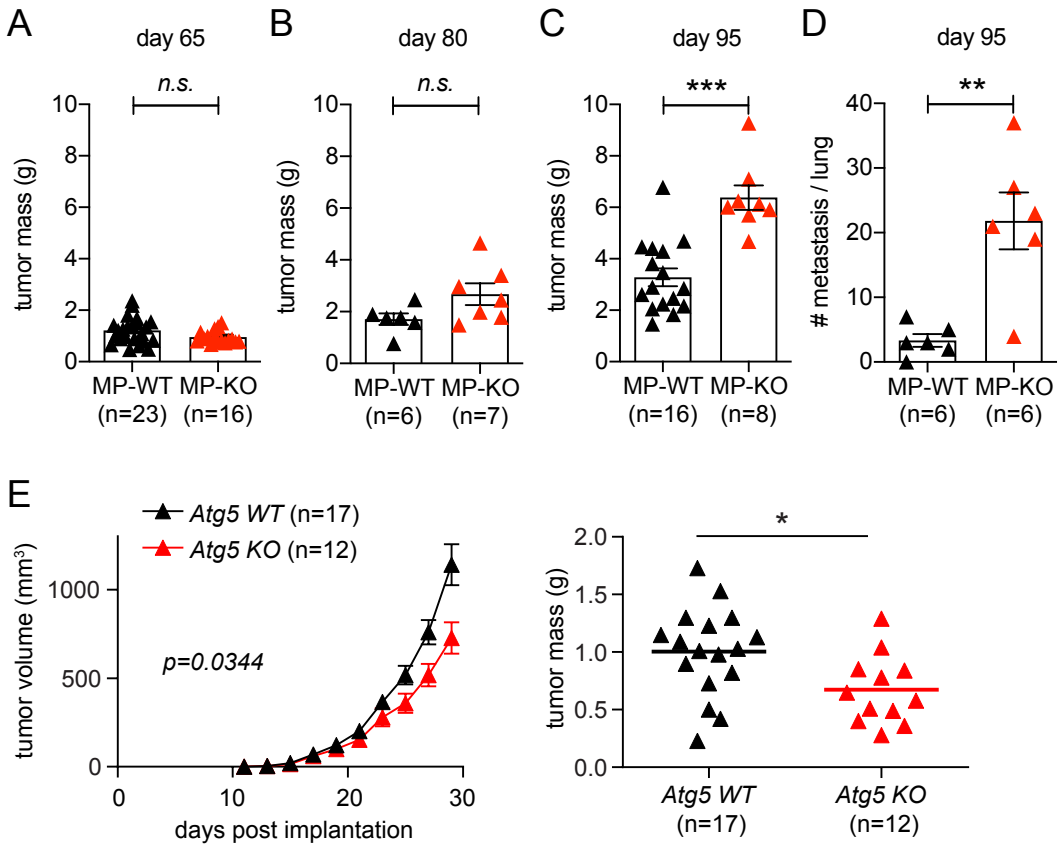 A
day 65
n.s.
tumor mass (g)
10
8
6
4
2
0
MP-WT
(n=23)
MP-KO
(n=16)
B
day 80
n.s.
tumor mass (g)
10
8
6
4
2
0
MP-WT
(n=6)
MP-KO
(n=7)
C
day 95
***
tumor mass (g)
10
8
6
4
2
0
MP-WT
(n=16)
MP-KO
(n=8)
D
day 95
**
# metastasis / lung
40
30
20
10
0
MP-WT
(n=6)
MP-KO
(n=6)
E
Atg5 WT (n=17)
Atg5 KO (n=12)
tumor volume (mm³)
1000
500
0
p=0.0344
0
10
20
30
days post implantation
*
tumor mass (g)
2.0
1.5
1.0
0.5
0.0
Atg5 WT
(n=17)
Atg5 KO
(n=12)